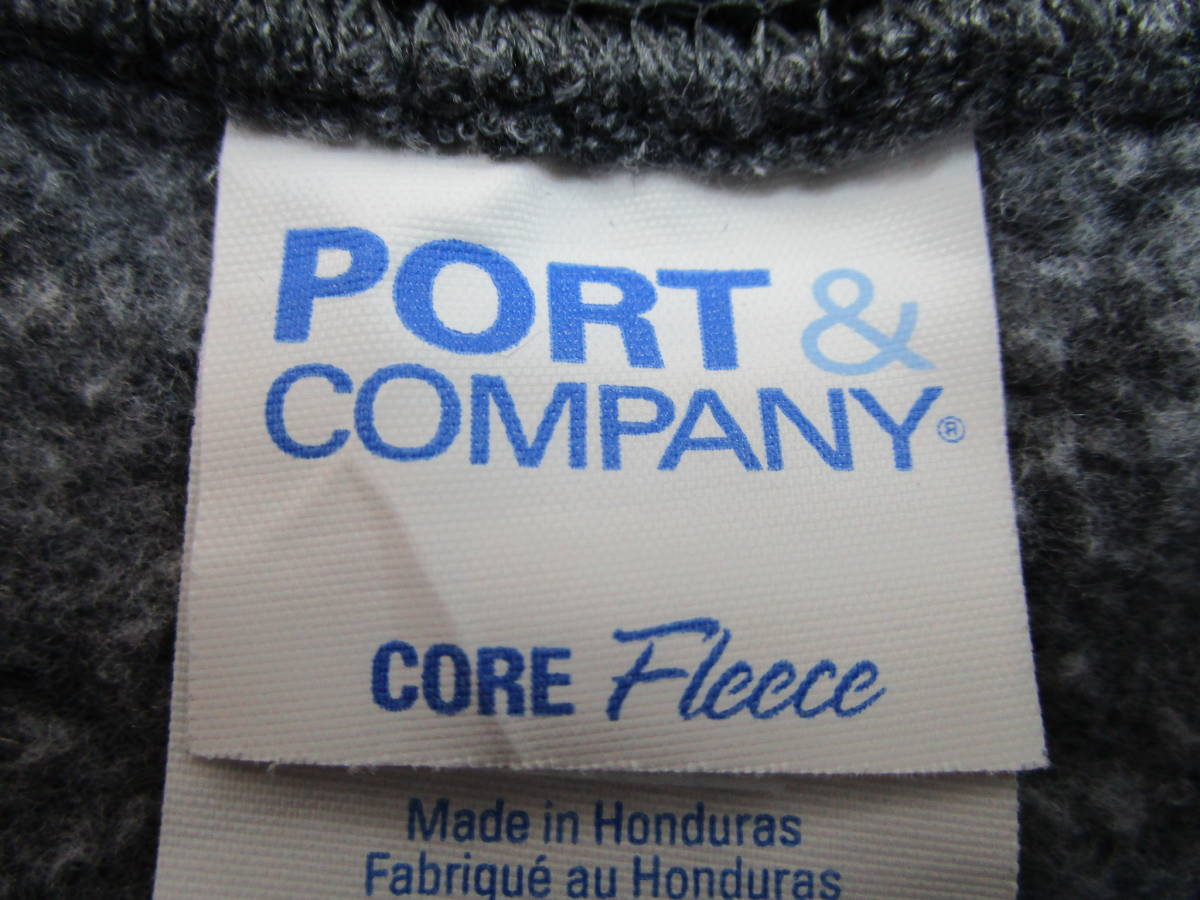 PORT &
COMPANY®
CORE Fleece
Made in Honduras
Fabriqué au Honduras